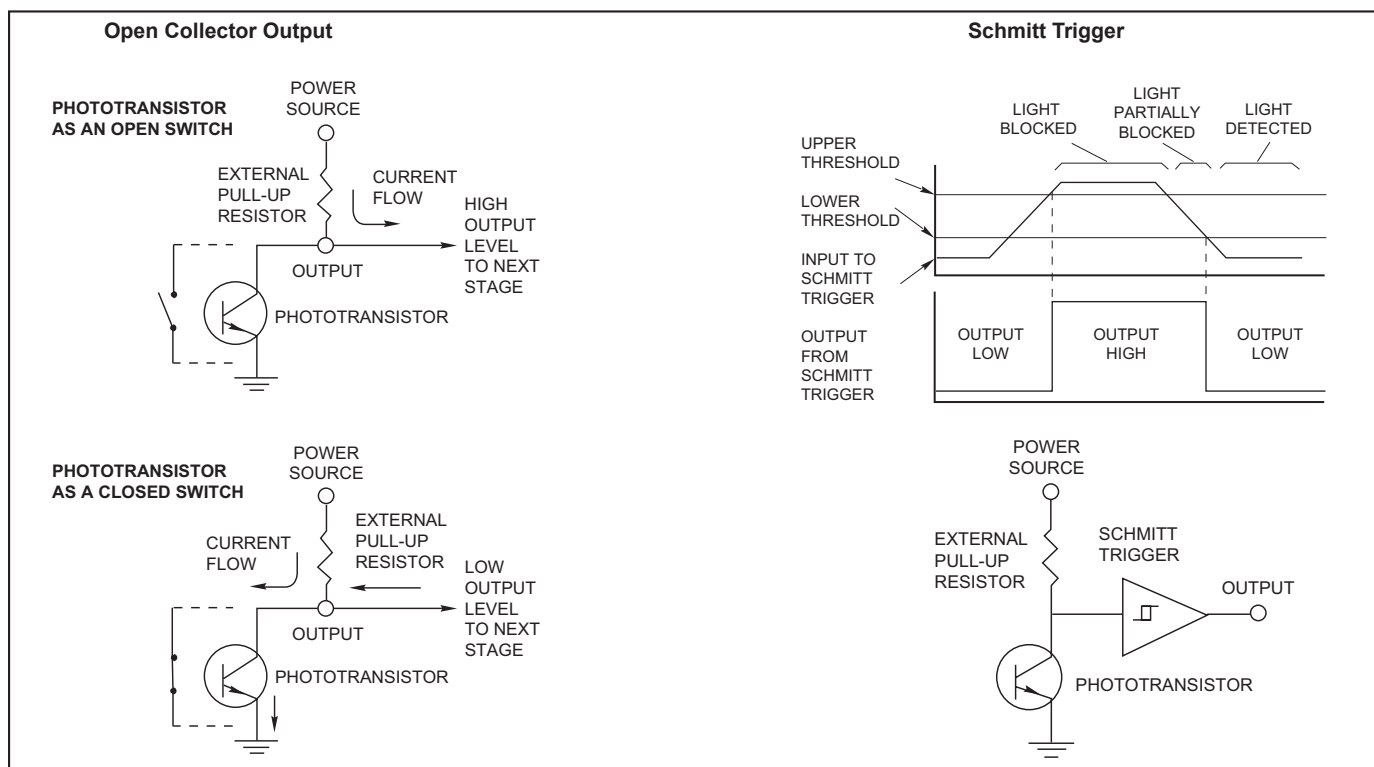 Open Collector Output
PHOTOTRANSISTOR
AS AN OPEN SWITCH
POWER
SOURCE
EXTERNAL
PULL-UP
RESISTOR
CURRENT
FLOW
HIGH
OUTPUT
LEVEL
TO NEXT
STAGE
OUTPUT
PHOTOTRANSISTOR
PHOTOTRANSISTOR
AS A CLOSED SWITCH
POWER
SOURCE
CURRENT
FLOW
EXTERNAL
PULL-UP
RESISTOR
LOW
OUTPUT
LEVEL
TO NEXT
STAGE
OUTPUT
PHOTOTRANSISTOR
Schmitt Trigger
LIGHT
BLOCKED
LIGHT
PARTIALLY
BLOCKED
LIGHT
DETECTED
UPPER
THRESHOLD
LOWER
THRESHOLD
INPUT TO
SCHMITT
TRIGGER
OUTPUT
FROM
SCHMITT
TRIGGER
OUTPUT
LOW
OUTPUT
HIGH
OUTPUT
LOW
POWER
SOURCE
EXTERNAL
PULL-UP
RESISTOR
SCHMITT
TRIGGER
OUTPUT
PHOTOTRANSISTOR